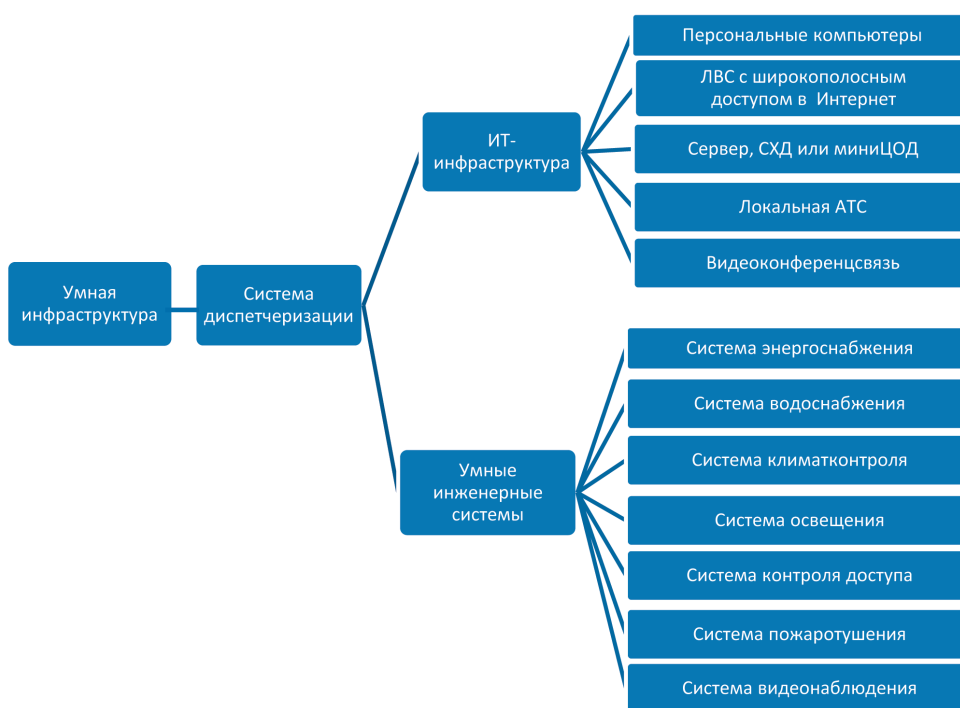 Умная
инфраструктура
Система
диспетчеризации
ИТ-
инфраструктура
Персональные компьютеры
ЛВС с широкополосным
доступом в Интернет
Сервер, СХД или миниЦОД
Локальная АТС
Видеоконференцсвязь
Умные
инженерные
системы
Система энергоснабжения
Система водоснабжения
Система климатконтроля
Система освещения
Система контроля доступа
Система пожаротушения
Система видеонаблюдения